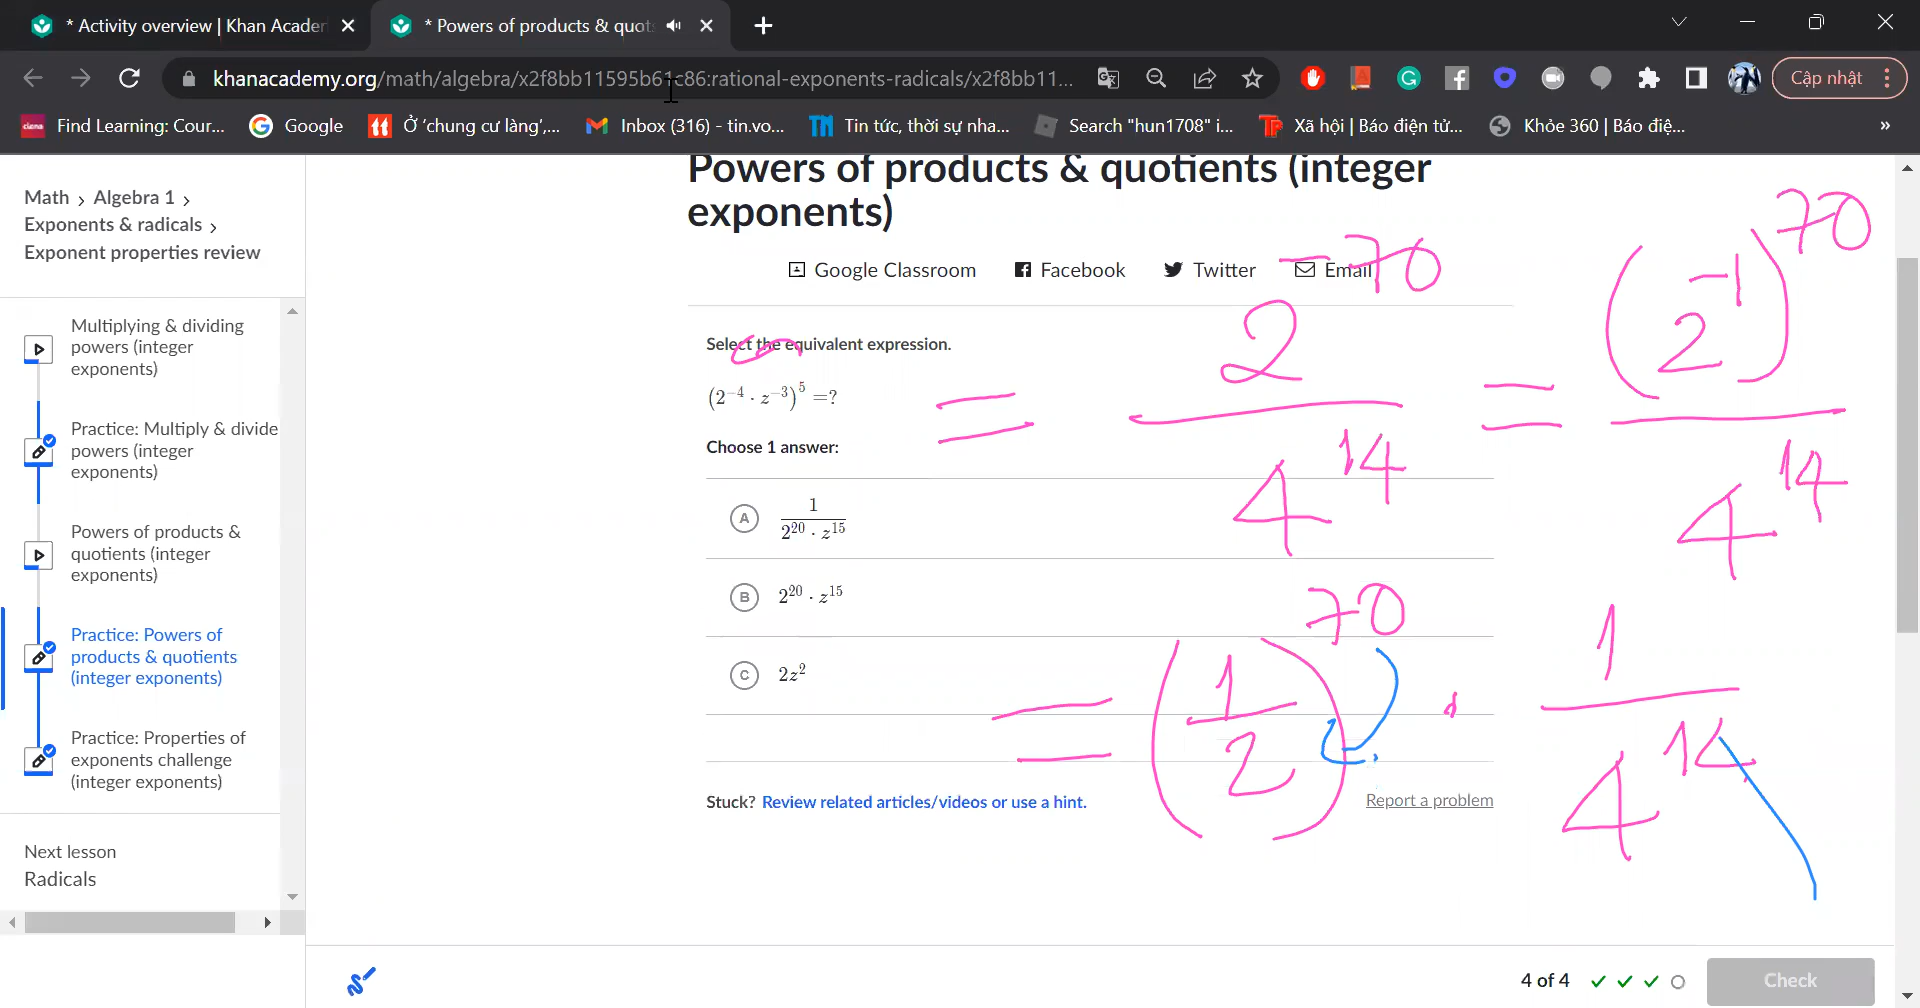 * Activity overview | Khan Acader
* Powers of products & quot
khanacademy.org/math/algebra/x2f8bb11595b61c86:rational-exponents-radicals/x2f8bb11...
Cập nhật
Find Learning: Cour...
Google
Ở 'chung cư làng',...
Inbox (316) - tin.vo...
Tin tức, thời sự nha...
Search "hun1708" i...
Xã hội | Báo điện tử...
Khỏe 360 | Báo điệ...
»
Math › Algebra 1 ›
Exponents & radicals ›
Exponent properties review
Multiplying & dividing
powers (integer
exponents)
Practice: Multiply & divide
powers (integer
exponents)
Powers of products &
quotients (integer
exponents)
Practice: Powers of
products & quotients
(integer exponents)
Practice: Properties of
exponents challenge
(integer exponents)
Next lesson
Radicals
Powers of products & quotients (integer
exponents)
Google Classroom
Facebook
Twitter
Email
Select the equivalent expression.
(2⁻⁴ · z⁻³)⁵ =?
Choose 1 answer:
A
1
2²⁰ · z¹⁵
B
2²⁰ · z¹⁵
C
2z²
= 2⁻⁷⁰
4¹⁴
= (2⁻¹)⁷⁰
4¹⁴
= (1/2)⁷⁰ · 1
4¹⁴
Stuck? Review related articles/videos or use a hint.
Report a problem
4 of 4
Check